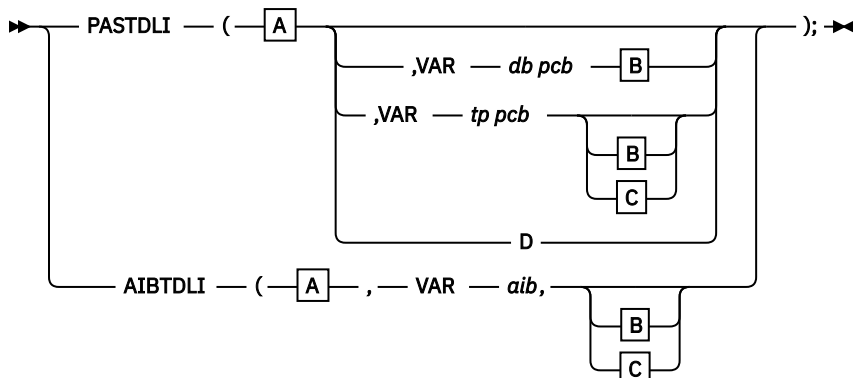 PASTDLI ( A );
,VAR db pcb B
,VAR tp pcb
B
C
D
AIBTDLI ( A , VAR aib,
B
C